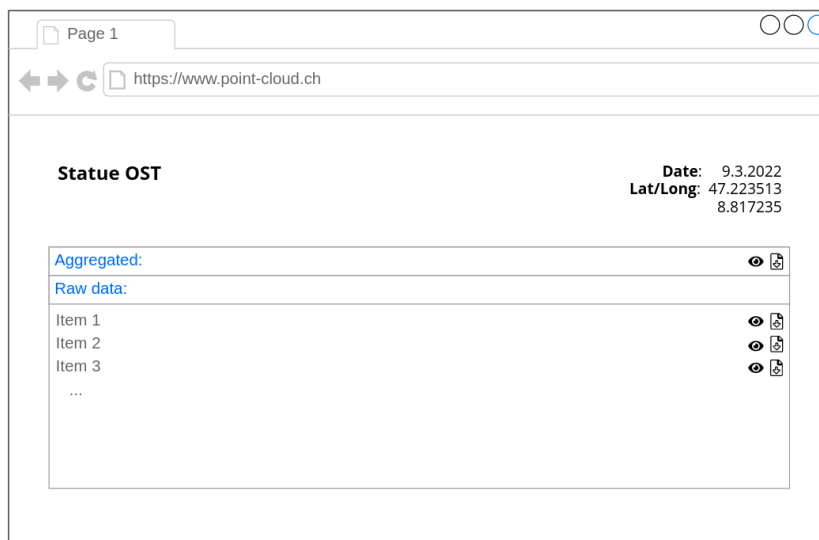 Page 1
https://www.point-cloud.ch
Statue OST
Date: 9.3.2022
Lat/Long: 47.223513
8.817235
Aggregated:
Raw data:
Item 1
Item 2
Item 3
...